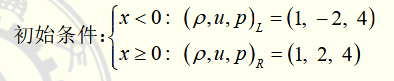 x < 0: (ρ,u,p)_L = (1, −2, 4)
初始条件:
x ≥ 0: (ρ,u,p)_R = (1, 2, 4)